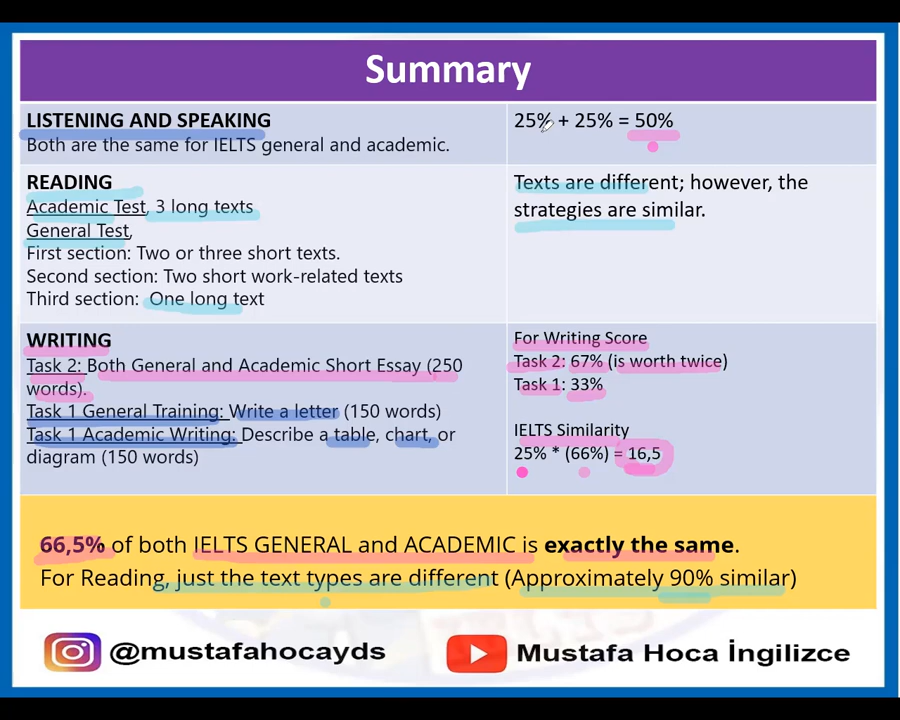 Summary
LISTENING AND SPEAKING
Both are the same for IELTS general and academic.
25% + 25% = 50%
READING
Academic Test, 3 long texts
General Test,
First section: Two or three short texts.
Second section: Two short work-related texts
Third section: One long text
Texts are different; however, the
strategies are similar.
WRITING
Task 2: Both General and Academic Short Essay (250
words).
Task 1 General Training: Write a letter (150 words)
Task 1 Academic Writing: Describe a table, chart, or
diagram (150 words)
For Writing Score
Task 2: 67% (is worth twice)
Task 1: 33%
IELTS Similarity
25% * (66%) = 16,5
66,5% of both IELTS GENERAL and ACADEMIC is exactly the same.
For Reading, just the text types are different (Approximately 90% similar)
@mustafahocayds
Mustafa Hoca İngilizce